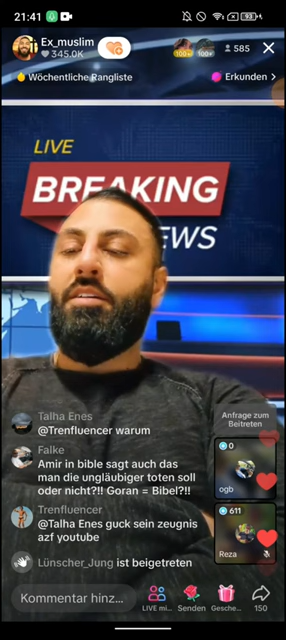 21:41
93
Ex_muslim
345.0K
100+
100+
585
Wöchentliche Rangliste
Erkunden >
LIVE
BREAKING
NEWS
Talha Enes
@Trenfluencer warum
Anfrage zum
Beitreten
Falke
Amir in bible sagt auch das
man die ungläubiger toten soll
oder nicht?!! Goran = Bibel?!!
0
ogb
Trenfluencer
@Talha Enes guck sein zeugnis
azf youtube
611
Reza
Lünscher_Jung ist beigetreten
Kommentar hinz...
LIVE mi...
Senden
Gesche...
150